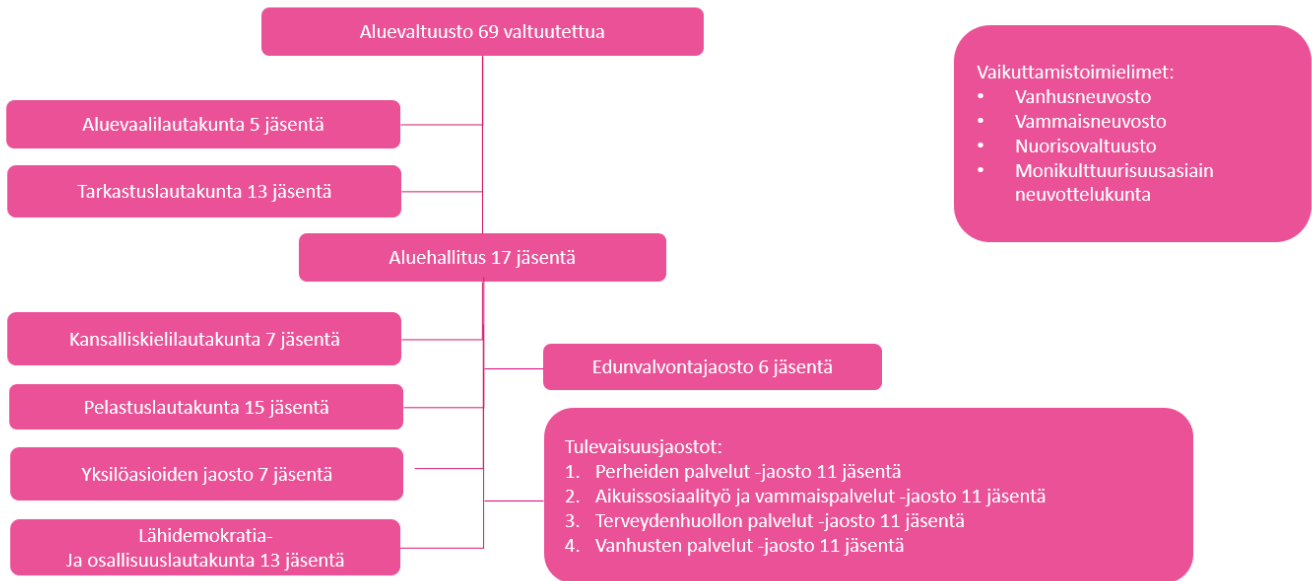 Aluevaltuusto 69 valtuutettua
Vaikuttamistoimielimet:
• Vanhusneuvosto
• Vammaisneuvosto
• Nuorisovaltuusto
• Monikulttuurisuusasiain
neuvottelukunta
Aluevaalilautakunta 5 jäsentä
Tarkastuslautakunta 13 jäsentä
Aluehallitus 17 jäsentä
Kansalliskielilautakunta 7 jäsentä
Edunvalvontajaosto 6 jäsentä
Pelastuslautakunta 15 jäsentä
Yksilöasioiden jaosto 7 jäsentä
Lähidemokratia-
Ja osallisuuslautakunta 13 jäsentä
Tulevaisuusjaostot:
1. Perheiden palvelut -jaosto 11 jäsentä
2. Aikuissosiaalityö ja vammaispalvelut -jaosto 11 jäsentä
3. Terveydenhuollon palvelut -jaosto 11 jäsentä
4. Vanhusten palvelut -jaosto 11 jäsentä